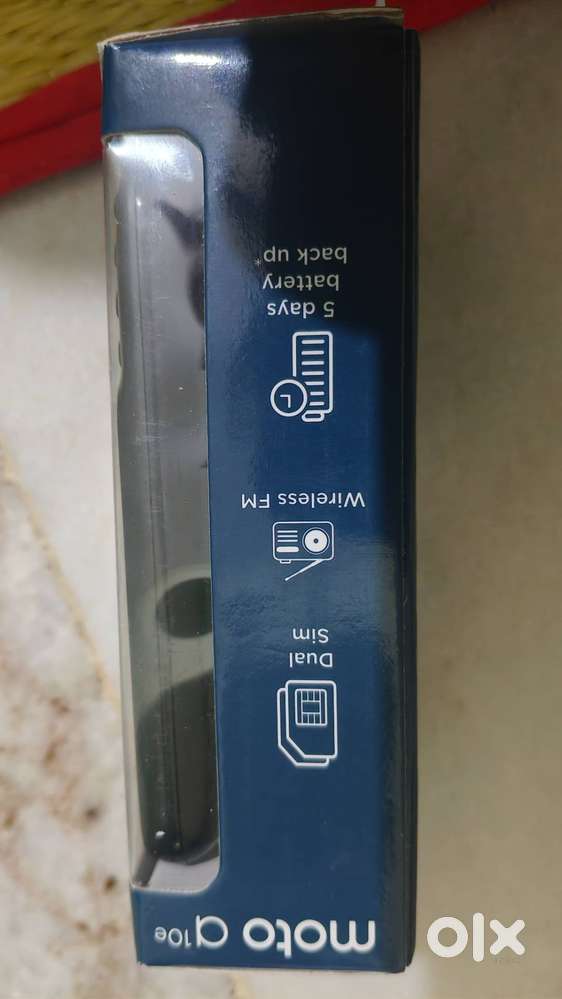 moto a10e
Dual
Sim
Wireless FM
5 days
battery
back up*
olx